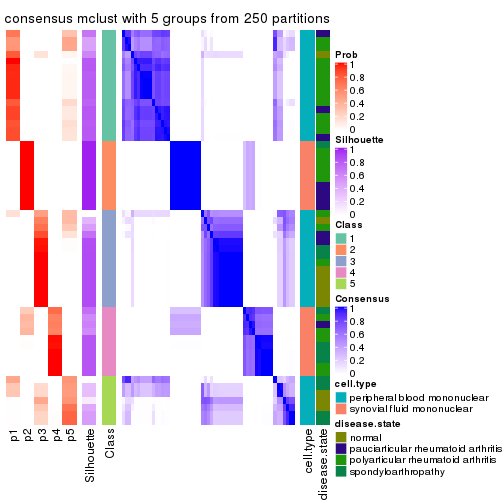 consensus mclust with 5 groups from 250 partitions
Prob
1
0.8
0.6
0.4
0.2
0
Silhouette
1
0.8
0.6
0.4
0.2
0
Class
1
2
3
4
5
Consensus
1
0.8
0.6
0.4
0.2
0
cell.type
peripheral blood mononuclear
synovial fluid mononuclear
disease.state
normal
pauciarticular rheumatoid arthritis
polyarticular rheumatoid arthritis
spondyloarthropathy
p1
p2
p3
p4
p5
Silhouette
Class
cell.type
disease.state